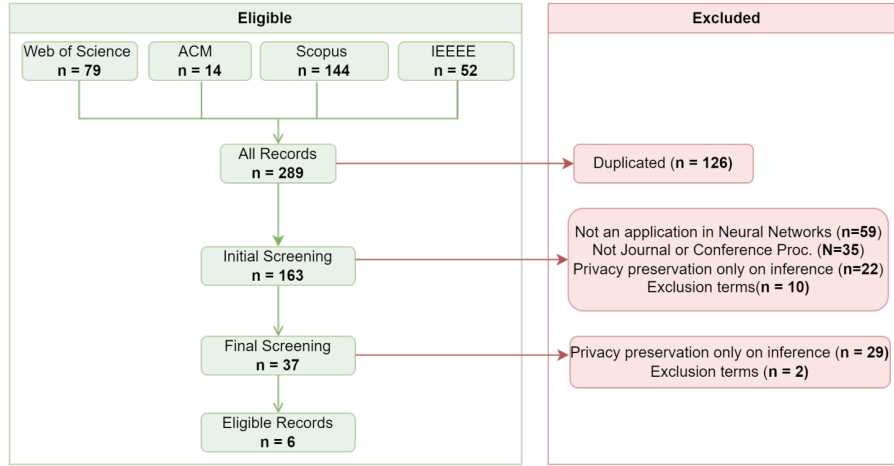 Eligible
Excluded
Web of Science
n = 79
ACM
n = 14
Scopus
n = 144
IEEEE
n = 52
All Records
n = 289
Duplicated (n = 126)
Initial Screening
n = 163
Not an application in Neural Networks (n=59)
Not Journal or Conference Proc. (N=35)
Privacy preservation only on inference (n=22)
Exclusion terms(n = 10)
Final Screening
n = 37
Privacy preservation only on inference (n = 29)
Exclusion terms (n = 2)
Eligible Records
n = 6